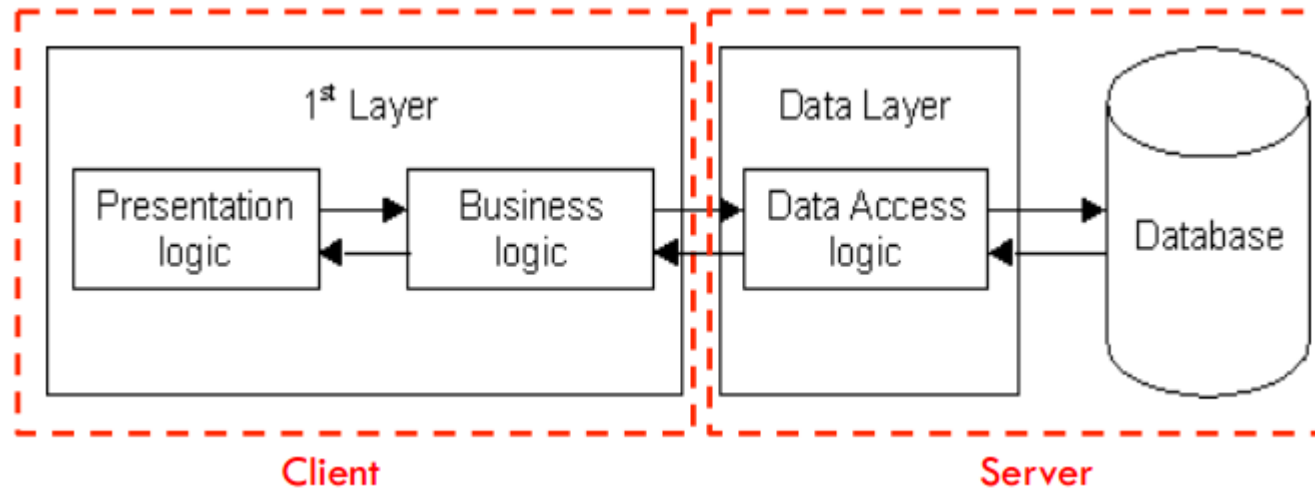 1st Layer
Data Layer
Presentation
logic
Business
logic
Data Access
logic
Database
Client
Server